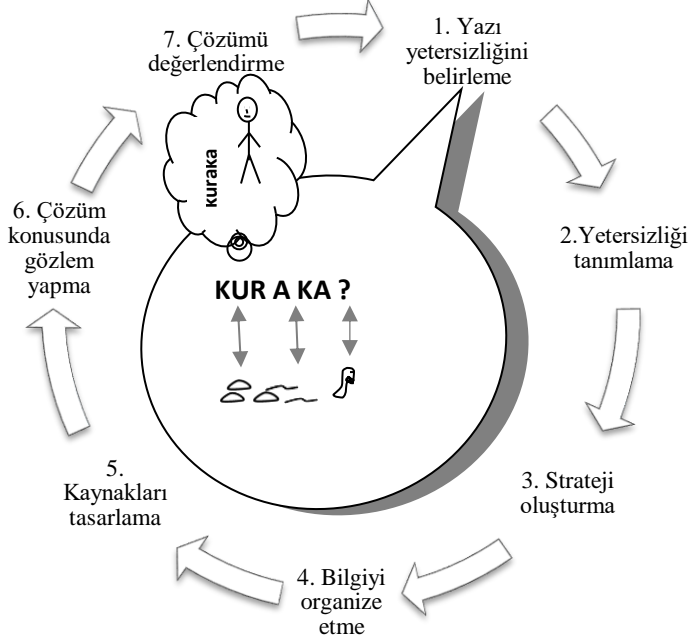 1. Yazı
yetersizliğini
belirleme
2.Yetersizliği
tanımlama
3. Strateji
oluşturma
4. Bilgiyi
organize
etme
5.
Kaynakları
tasarlama
6. Çözüm
konusunda
gözlem
yapma
7. Çözümü
değerlendirme
kuraka
KUR A KA ?